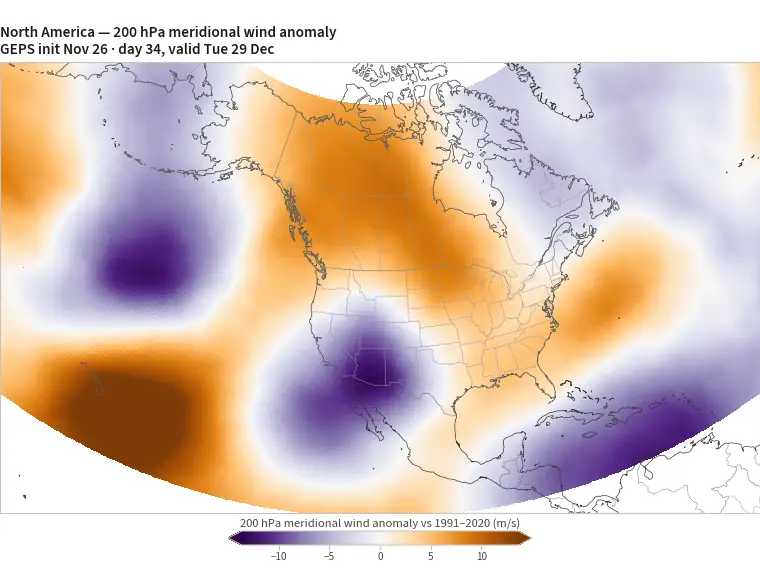 North America — 200 hPa meridional wind anomaly
GEPS init Nov 26 · day 34, valid Tue 29 Dec
200 hPa meridional wind anomaly vs 1991–2020 (m/s)
−10 −5 0 5 10